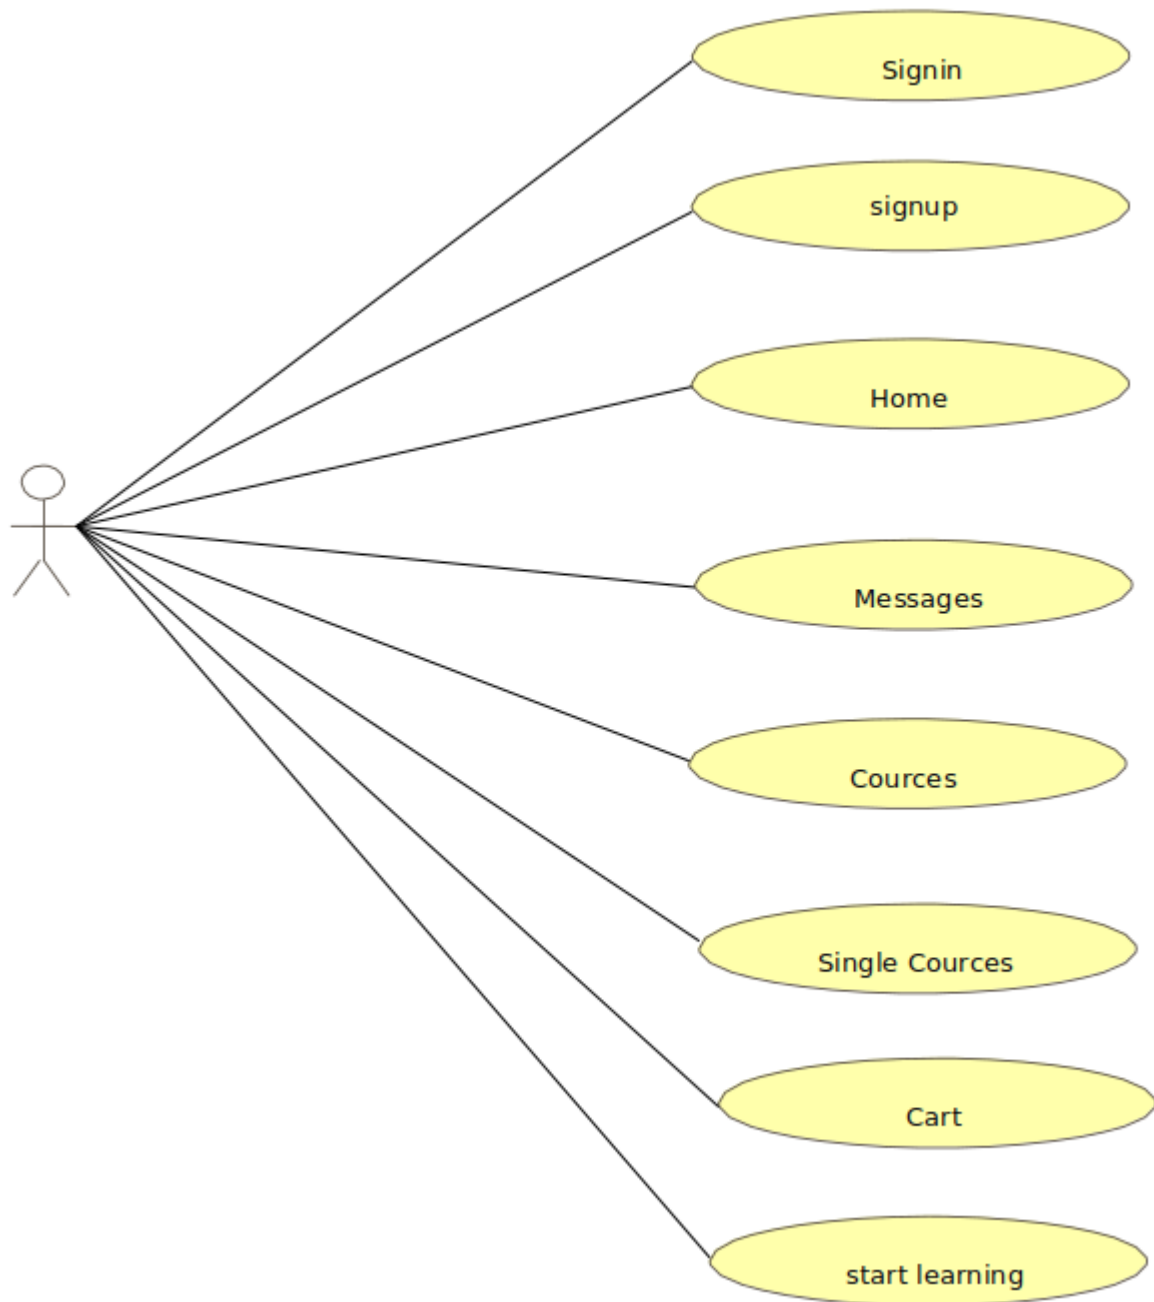 Signin
signup
Home
Messages
Cources
Single Cources
Cart
start learning